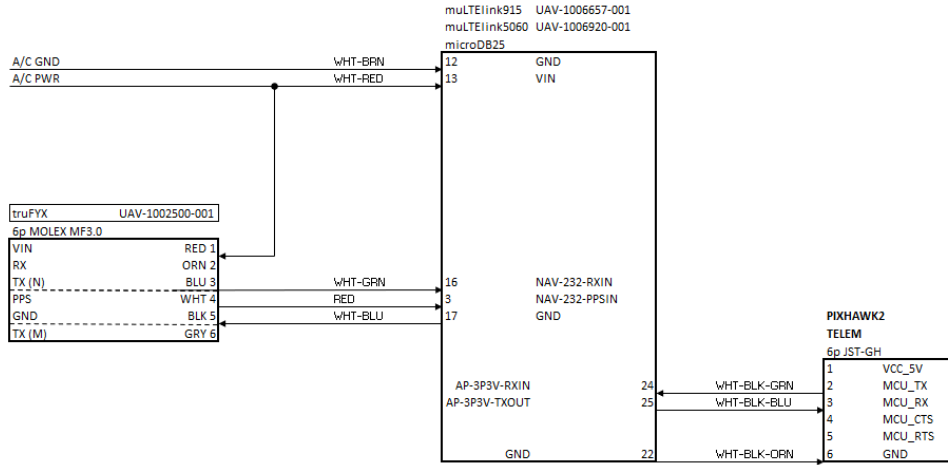 muLTElink915 UAV-1006657-001
muLTElink5060 UAV-1006920-001
microDB25
A/C GND WHT-BRN 12 GND
A/C PWR WHT-RED 13 VIN
truFYX UAV-1002500-001
6p MOLEX MF3.0
VIN RED 1
RX ORN 2
TX (N) BLU 3 WHT-GRN 16 NAV-232-RXIN
PPS WHT 4 RED 3 NAV-232-PPSIN
GND BLK 5 WHT-BLU 17 GND
TX (M) GRY 6
PIXHAWK2
TELEM
6p JST-GH
1 VCC_5V
AP-3P3V-RXIN 24 WHT-BLK-GRN 2 MCU_TX
AP-3P3V-TXOUT 25 WHT-BLK-BLU 3 MCU_RX
4 MCU_CTS
5 MCU_RTS
GND 22 WHT-BLK-ORN 6 GND